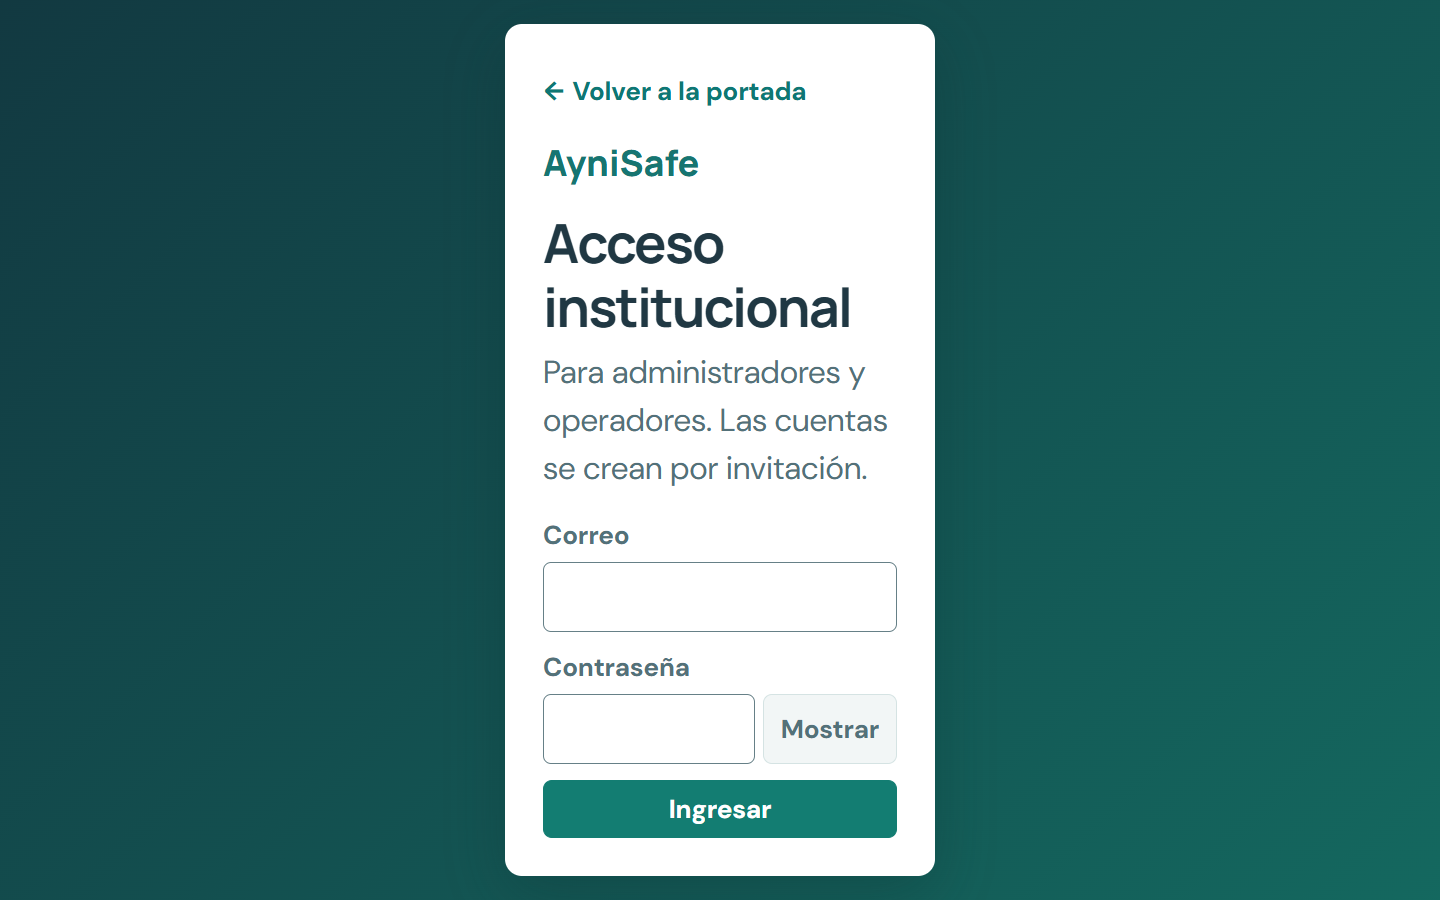 ← Volver a la portada
AyniSafe
Acceso
institucional
Para administradores y
operadores. Las cuentas
se crean por invitación.
Correo
Contraseña
Mostrar
Ingresar